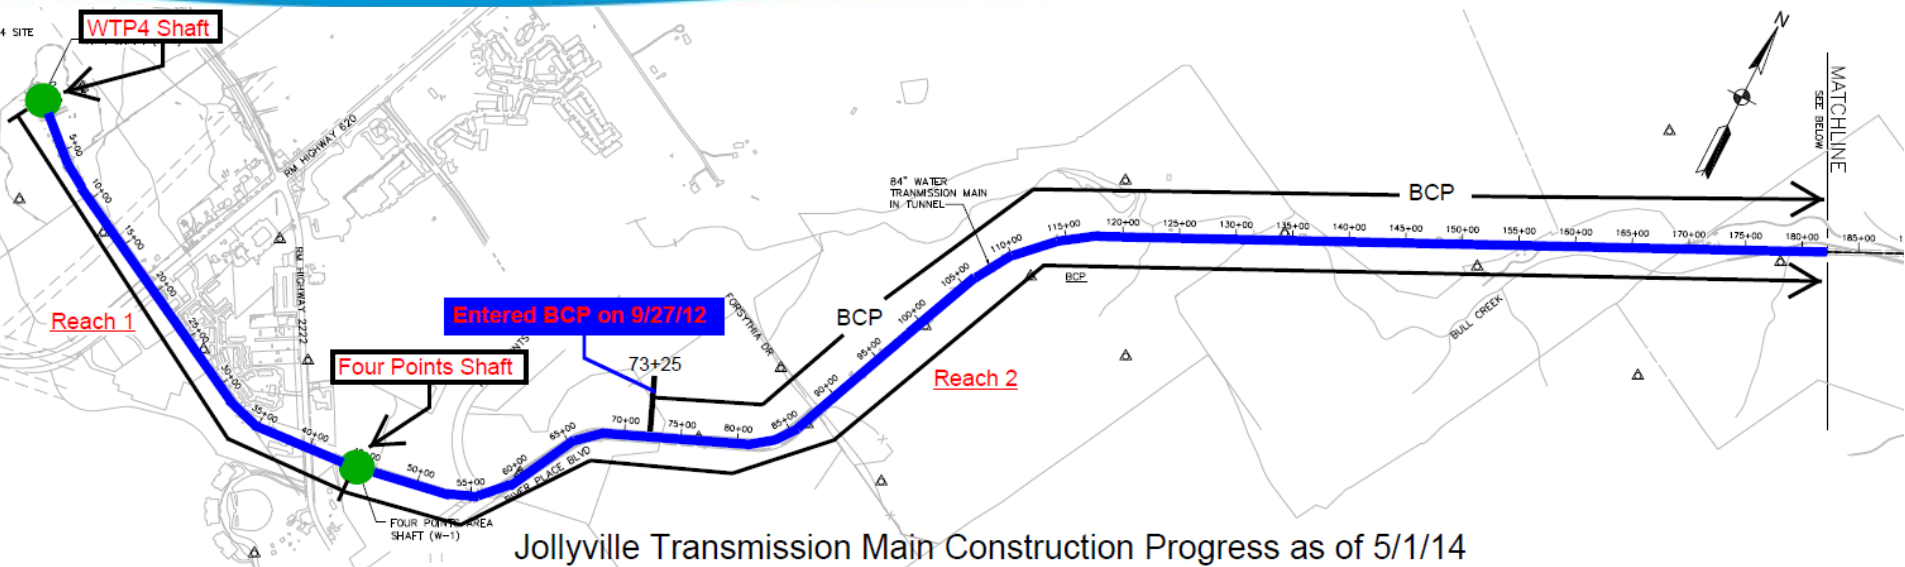 4 SITE
WTP4 Shaft
N
MATCHLINE
SEE BELOW
5+00
10+00
15+00
20+00
25+00
30+00
35+00
40+00
50+00
55+00
60+00
65+00
70+00
75+00
80+00
85+00
90+00
95+00
100+00
105+00
110+00
115+00
120+00
125+00
130+00
135+00
140+00
145+00
150+00
155+00
160+00
165+00
170+00
175+00
180+00
185+00
RM HIGHWAY 620
RM HIGHWAY 2222
84" WATER
TRANMISSION MAIN
IN TUNNEL
BCP
BCP
BCP
Reach 1
Entered BCP on 9/27/12
73+25
FORSYTHIA DR
BULL CREEK
Four Points Shaft
Reach 2
RIVER PLACE BLVD
FOUR POINTS AREA
SHAFT (W-1)
Jollyville Transmission Main Construction Progress as of 5/1/14